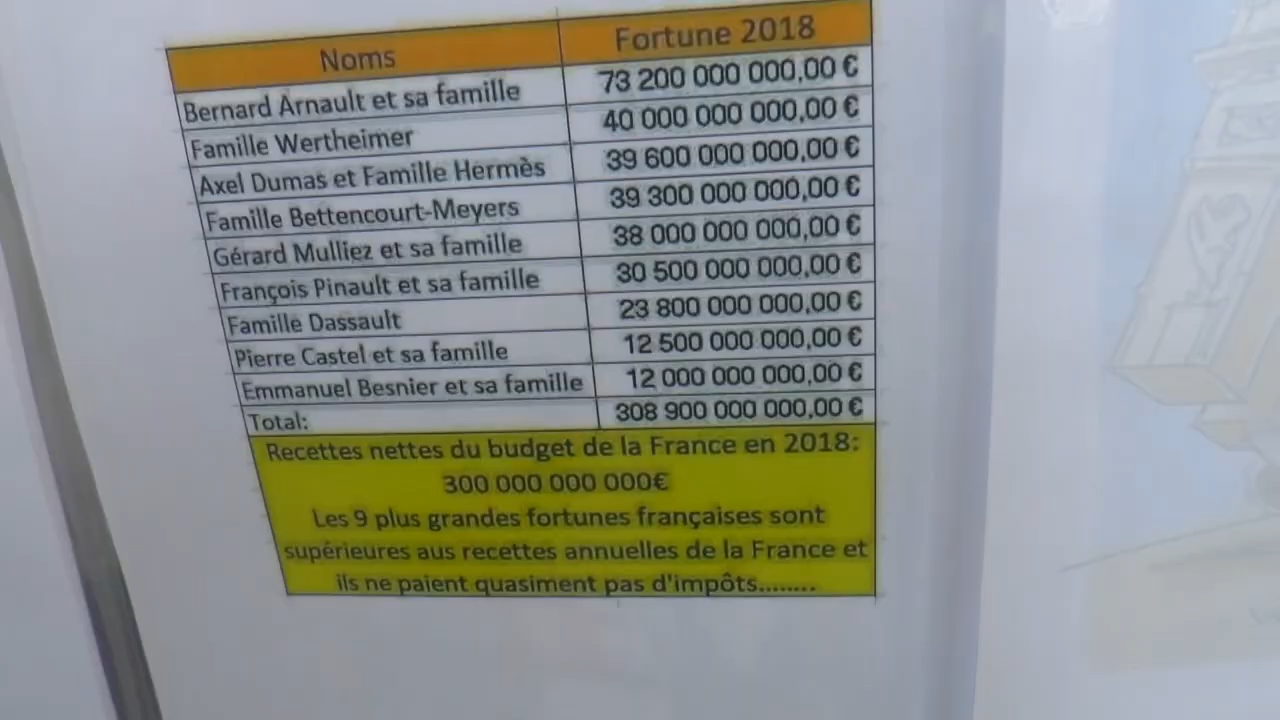 Noms Fortune 2018
Bernard Arnault et sa famille 73 200 000 000,00 €
Famille Wertheimer 40 000 000 000,00 €
Axel Dumas et Famille Hermès 39 600 000 000,00 €
Famille Bettencourt-Meyers 39 300 000 000,00 €
Gérard Mulliez et sa famille 38 000 000 000,00 €
François Pinault et sa famille 30 500 000 000,00 €
Famille Dassault 23 800 000 000,00 €
Pierre Castel et sa famille 12 500 000 000,00 €
Emmanuel Besnier et sa famille 12 000 000 000,00 €
Total: 308 900 000 000,00 €
Recettes nettes du budget de la France en 2018:
300 000 000 000€
Les 9 plus grandes fortunes françaises sont
supérieures aus recettes annuelles de la France et
ils ne paient quasiment pas d'impôts........